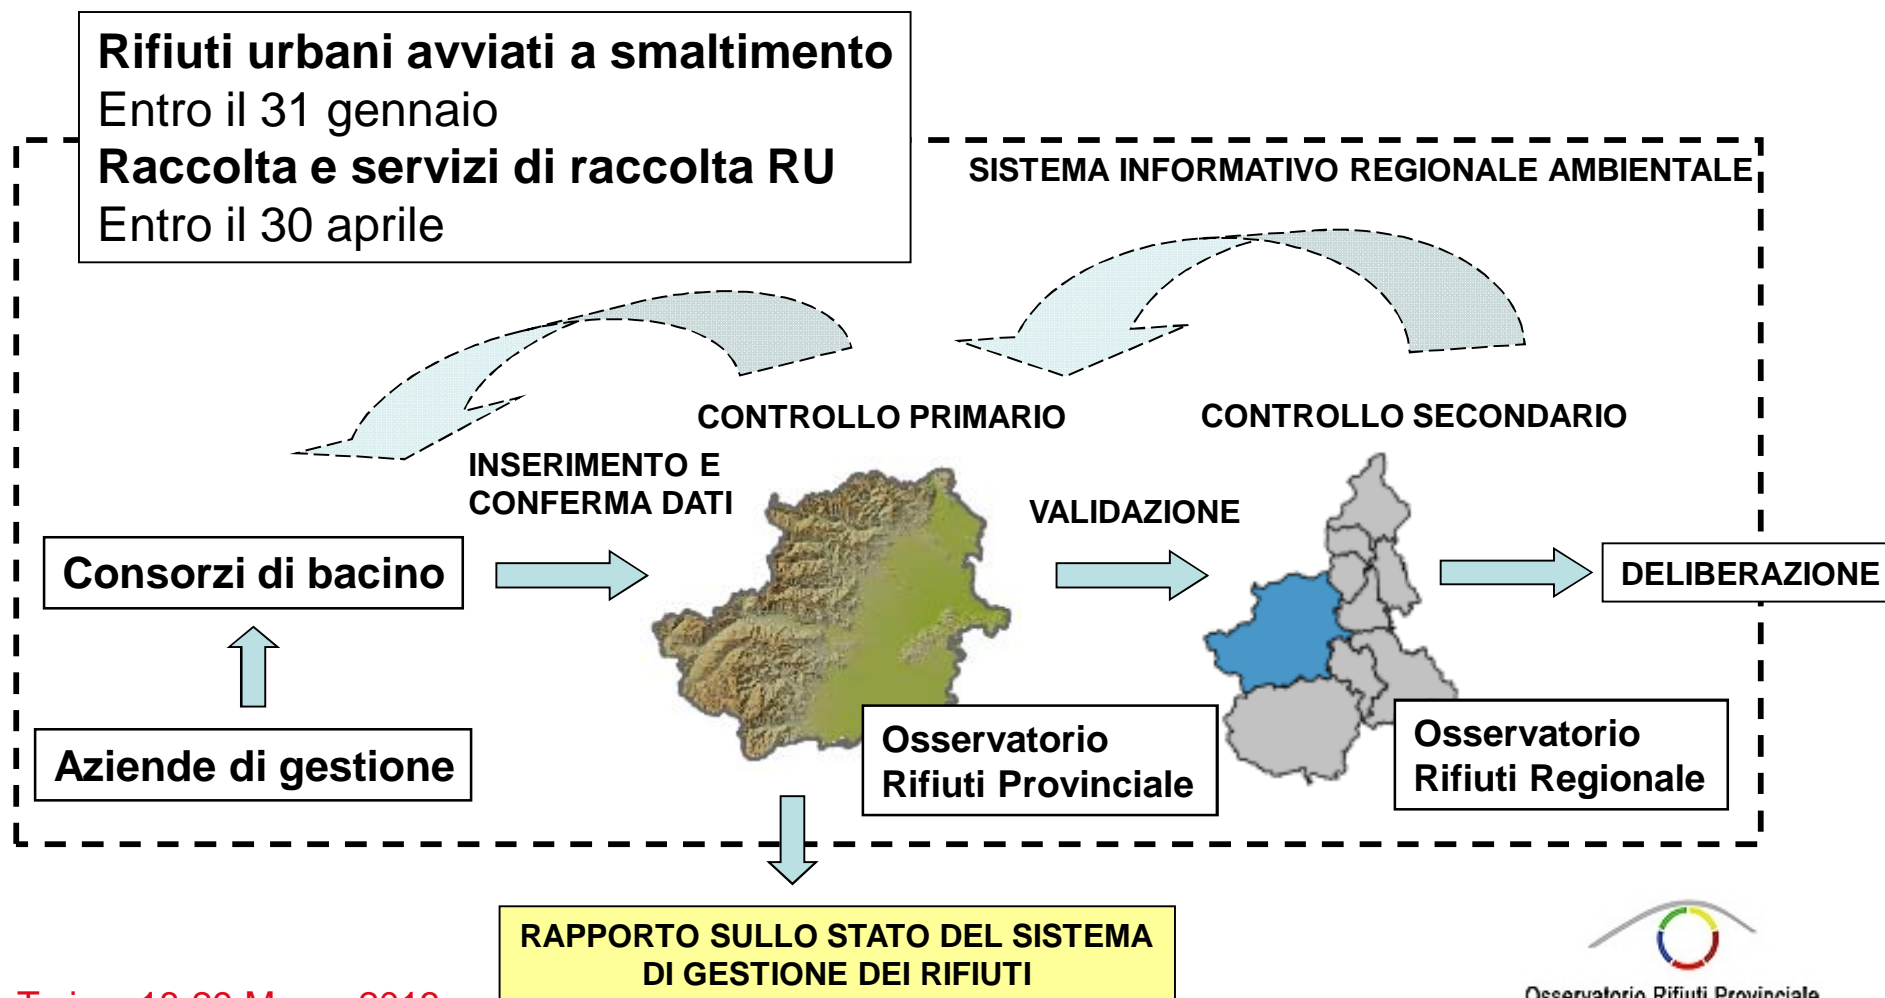 Rifiuti urbani avviati a smaltimento
Entro il 31 gennaio
Raccolta e servizi di raccolta RU
Entro il 30 aprile
SISTEMA INFORMATIVO REGIONALE AMBIENTALE
CONTROLLO PRIMARIO
CONTROLLO SECONDARIO
INSERIMENTO E
CONFERMA DATI
VALIDAZIONE
Consorzi di bacino
DELIBERAZIONE
Aziende di gestione
Osservatorio
Rifiuti Provinciale
Osservatorio
Rifiuti Regionale
RAPPORTO SULLO STATO DEL SISTEMA
DI GESTIONE DEI RIFIUTI
Osservatorio Rifiuti Provinciale